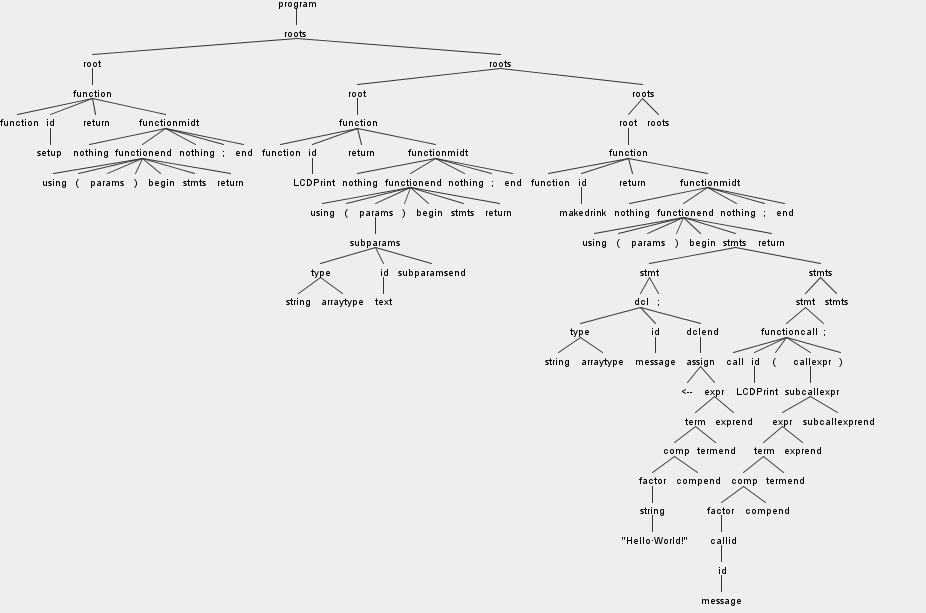 program
roots
root roots
function root roots
function id return functionmidt function root roots
setup nothing functionend nothing ; end function id return functionmidt function
using ( params ) begin stmts return LCDPrint nothing functionend nothing ; end function id return functionmidt
using ( params ) begin stmts return makedrink nothing functionend nothing ; end
subparams using ( params ) begin stmts return
type id subparamsend stmt stmts
string arraytype text dcl ; stmt stmts
type id dclend functioncall ;
string arraytype message assign call id ( callexpr )
<-- expr LCDPrint subcallexpr
term exprend expr subcallexprend
comp termend term exprend
factor compend comp termend
string factor compend
"Hello·World!" callid
id
message